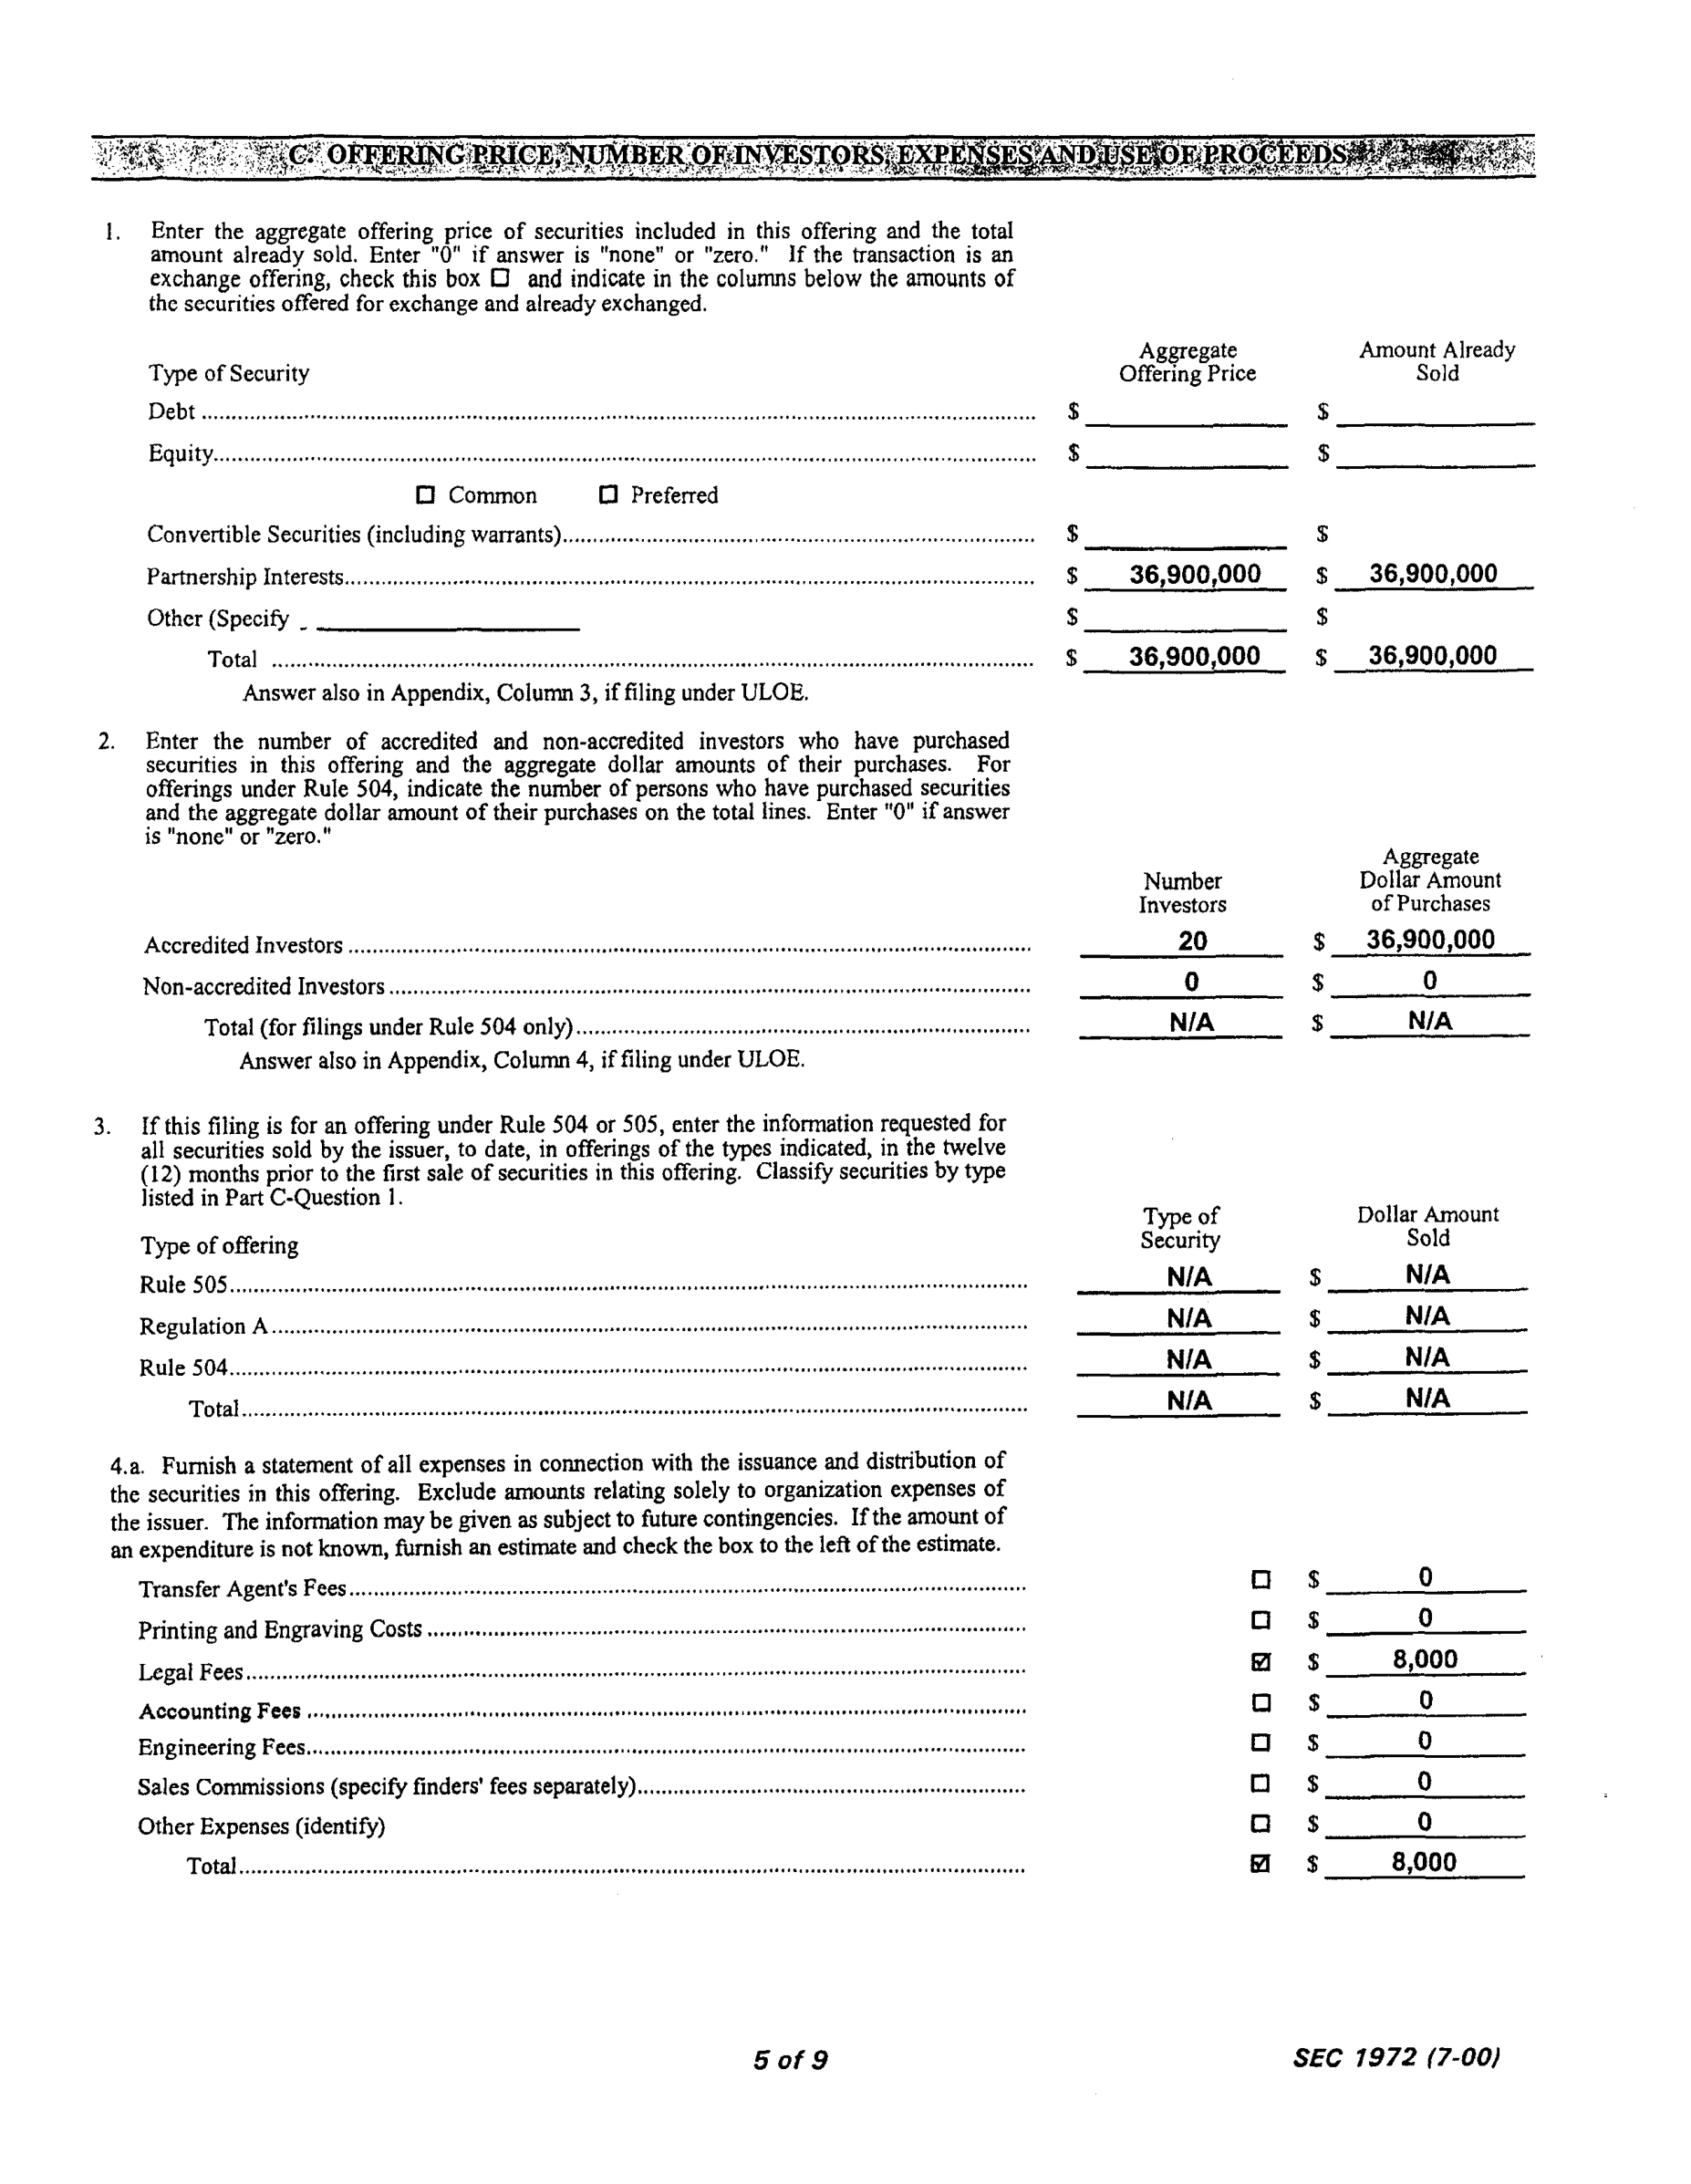 C. OFFERING PRICE, NUMBER OF INVESTORS, EXPENSES AND USE OF PROCEEDS
1. Enter the aggregate offering price of securities included in this offering and the total
amount already sold. Enter "0" if answer is "none" or "zero." If the transaction is an
exchange offering, check this box ☐ and indicate in the columns below the amounts of
the securities offered for exchange and already exchanged.
Type of Security Aggregate Offering Price Amount Already Sold
Debt $ $
Equity $ $
☐ Common ☐ Preferred
Convertible Securities (including warrants) $ $
Partnership Interests $ 36,900,000 $ 36,900,000
Other (Specify $ $
Total $ 36,900,000 $ 36,900,000
Answer also in Appendix, Column 3, if filing under ULOE.
2. Enter the number of accredited and non-accredited investors who have purchased
securities in this offering and the aggregate dollar amounts of their purchases. For
offerings under Rule 504, indicate the number of persons who have purchased securities
and the aggregate dollar amount of their purchases on the total lines. Enter "0" if answer
is "none" or "zero."
Number Investors Aggregate Dollar Amount of Purchases
Accredited Investors 20 $ 36,900,000
Non-accredited Investors 0 $ 0
Total (for filings under Rule 504 only) N/A $ N/A
Answer also in Appendix, Column 4, if filing under ULOE.
3. If this filing is for an offering under Rule 504 or 505, enter the information requested for
all securities sold by the issuer, to date, in offerings of the types indicated, in the twelve
(12) months prior to the first sale of securities in this offering. Classify securities by type
listed in Part C-Question 1.
Type of offering Type of Security Dollar Amount Sold
Rule 505 N/A $ N/A
Regulation A N/A $ N/A
Rule 504 N/A $ N/A
Total N/A $ N/A
4.a. Furnish a statement of all expenses in connection with the issuance and distribution of
the securities in this offering. Exclude amounts relating solely to organization expenses of
the issuer. The information may be given as subject to future contingencies. If the amount of
an expenditure is not known, furnish an estimate and check the box to the left of the estimate.
Transfer Agent's Fees ☐ $ 0
Printing and Engraving Costs ☐ $ 0
Legal Fees ☑ $ 8,000
Accounting Fees ☐ $ 0
Engineering Fees ☐ $ 0
Sales Commissions (specify finders' fees separately) ☐ $ 0
Other Expenses (identify) ☐ $ 0
Total ☑ $ 8,000
5 of 9 SEC 1972 (7-00)